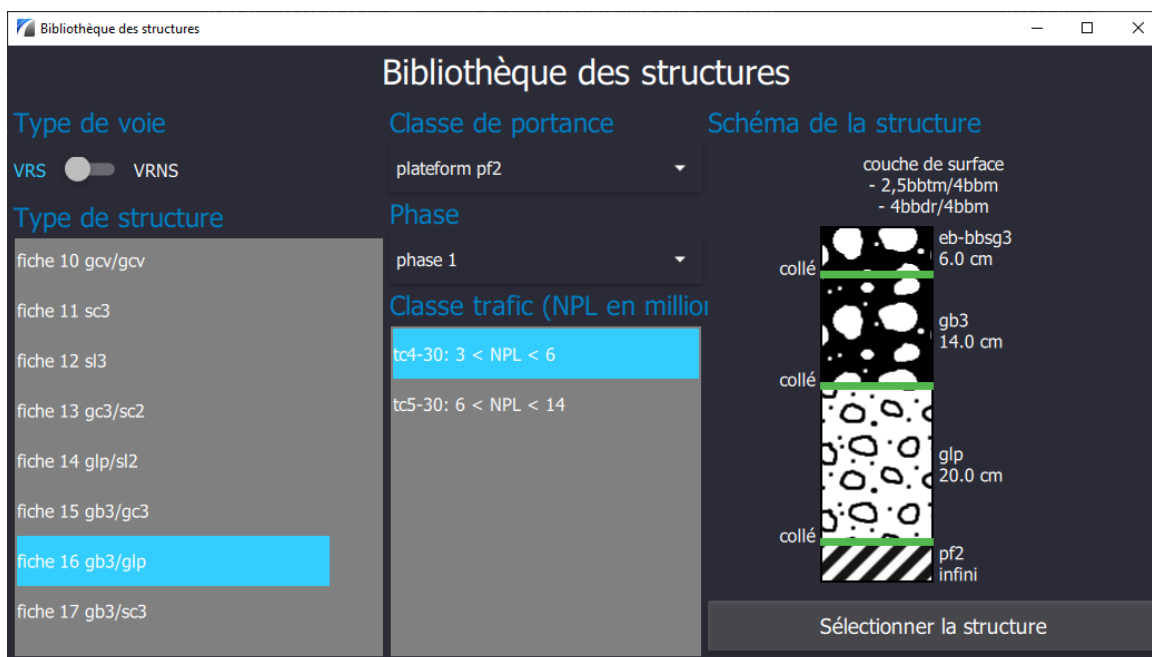 Bibliothèque des structures
Bibliothèque des structures
Type de voie
VRS VRNS
Type de structure
fiche 10 gcv/gcv
fiche 11 sc3
fiche 12 sl3
fiche 13 gc3/sc2
fiche 14 glp/sl2
fiche 15 gb3/gc3
fiche 16 gb3/glp
fiche 17 gb3/sc3
Classe de portance
plateform pf2
Phase
phase 1
Classe trafic (NPL en million
tc4-30: 3 < NPL < 6
tc5-30: 6 < NPL < 14
Schéma de la structure
couche de surface
- 2,5bbtm/4bbm
- 4bbdr/4bbm
eb-bbsg3
6.0 cm
collé
gb3
14.0 cm
collé
glp
20.0 cm
collé
pf2
infini
Sélectionner la structure